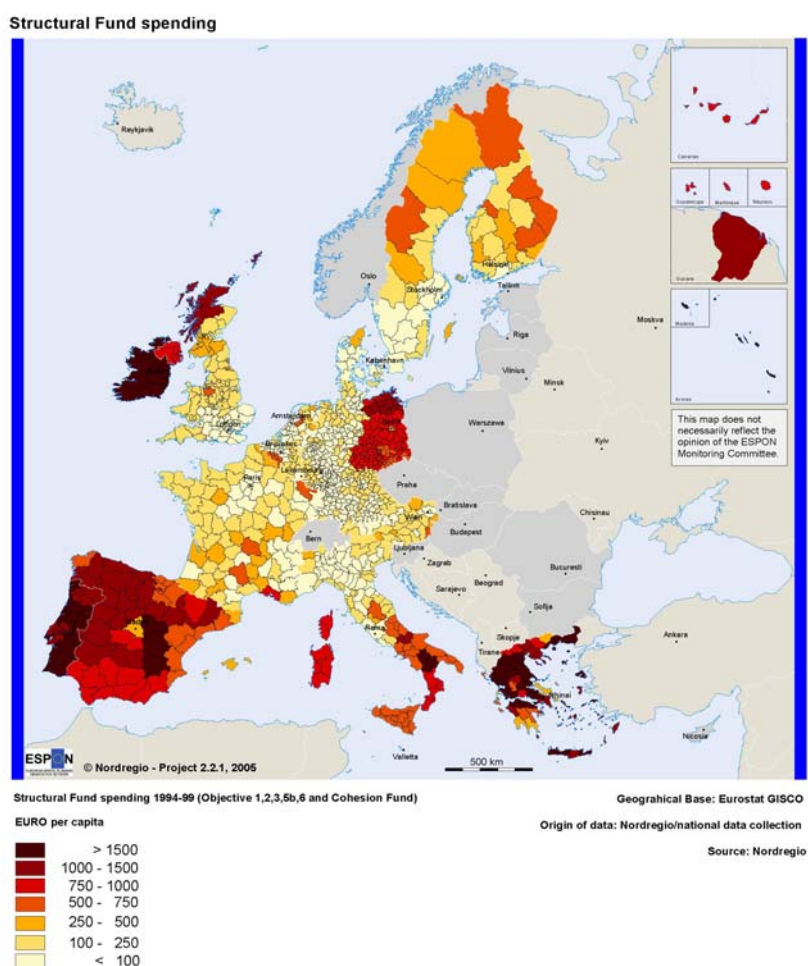 Structural Fund spending
Reykjavik
Canarias
Guadeloupe
Martinique
Réunion
Guyane
Madeira
This map does not
necessarily reflect the
opinion of the ESPON
Monitoring Committee.
Oslo
Stockholm
Helsinki
Tallinn
Riga
Moskva
København
Vilnius
Minsk
London
Amsterdam
Warszawa
Kyiv
Bruxelles
Luxembourg
Praha
Paris
Wien
Bratislava
Chisinau
Budapest
Bern
Ljubljana
Zagreb
Beograd
Bucuresti
Sarajevo
Sofija
Roma
Skopje
Tirane
Ankara
Athinai
Nicosia
Valletta
ESPON
© Nordregio - Project 2.2.1, 2005
500 km
Structural Fund spending 1994-99 (Objective 1,2,3,5b,6 and Cohesion Fund)
Geograhical Base: Eurostat GISCO
EURO per capita
Origin of data: Nordregio/national data collection
Source: Nordregio
> 1500
1000 - 1500
750 - 1000
500 - 750
250 - 500
100 - 250
< 100